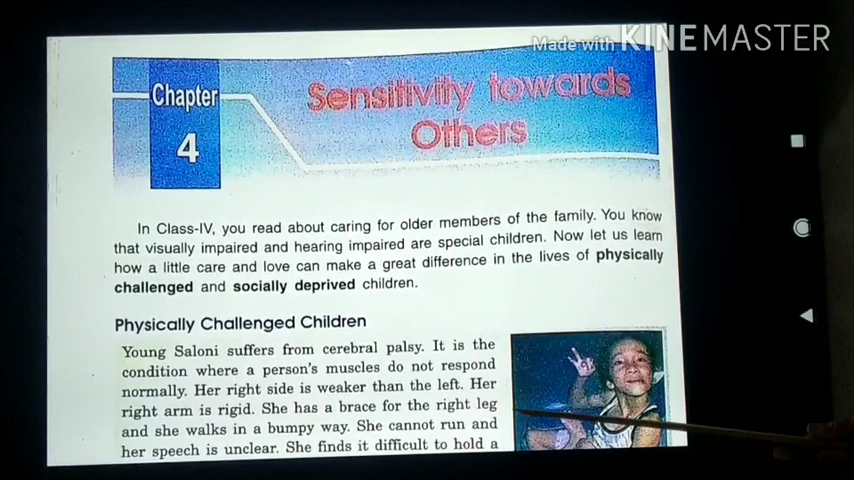 Made with KINEMASTER
Chapter
4
Sensitivity towards
Others
In Class-IV, you read about caring for older members of the family. You know
that visually impaired and hearing impaired are special children. Now let us learn
how a little care and love can make a great difference in the lives of physically
challenged and socially deprived children.
Physically Challenged Children
Young Saloni suffers from cerebral palsy. It is the
condition where a person's muscles do not respond
normally. Her right side is weaker than the left. Her
right arm is rigid. She has a brace for the right leg
and she walks in a bumpy way. She cannot run and
her speech is unclear. She finds it difficult to hold a